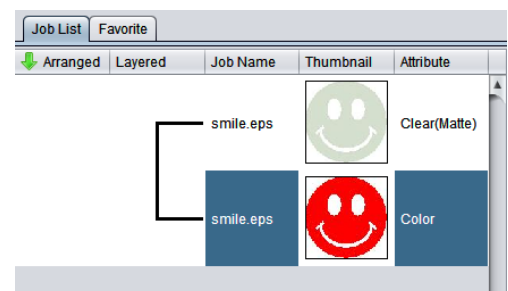 Job List Favorite
Arranged Layered Job Name Thumbnail Attribute
smile.eps Clear(Matte)
smile.eps Color